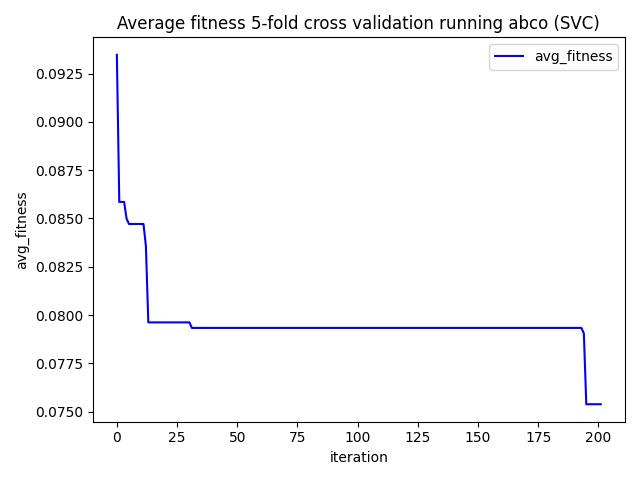 Average fitness 5-fold cross validation running abco (SVC)
avg_fitness
0.0925
0.0900
0.0875
0.0850
0.0825
0.0800
0.0775
0.0750
avg_fitness
0 25 50 75 100 125 150 175 200
iteration